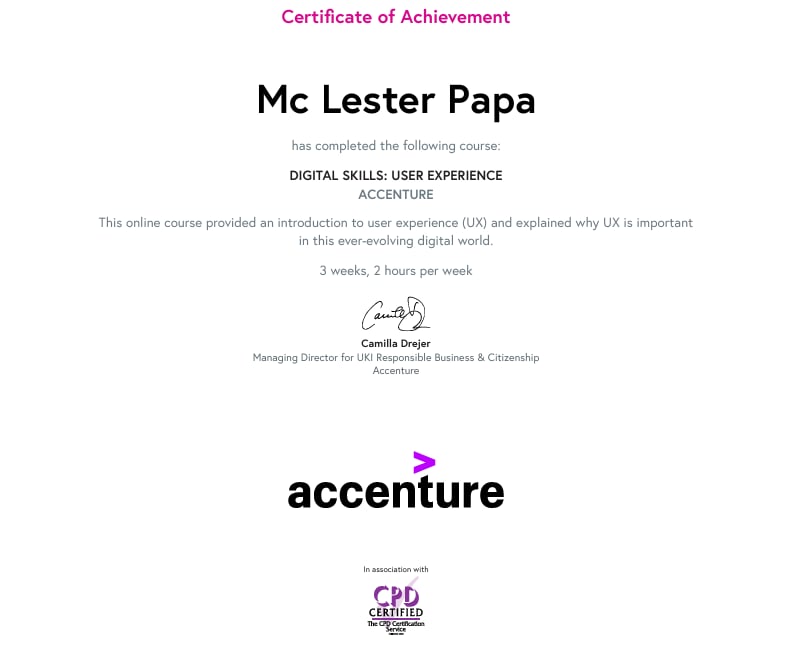 Certificate of Achievement
Mc Lester Papa
has completed the following course:
DIGITAL SKILLS: USER EXPERIENCE
ACCENTURE
This online course provided an introduction to user experience (UX) and explained why UX is important
in this ever-evolving digital world.
3 weeks, 2 hours per week
Camilla Drejer
Managing Director for UKI Responsible Business & Citizenship
Accenture
>
accenture
In association with
CPD
CERTIFIED
The CPD Certification
Service